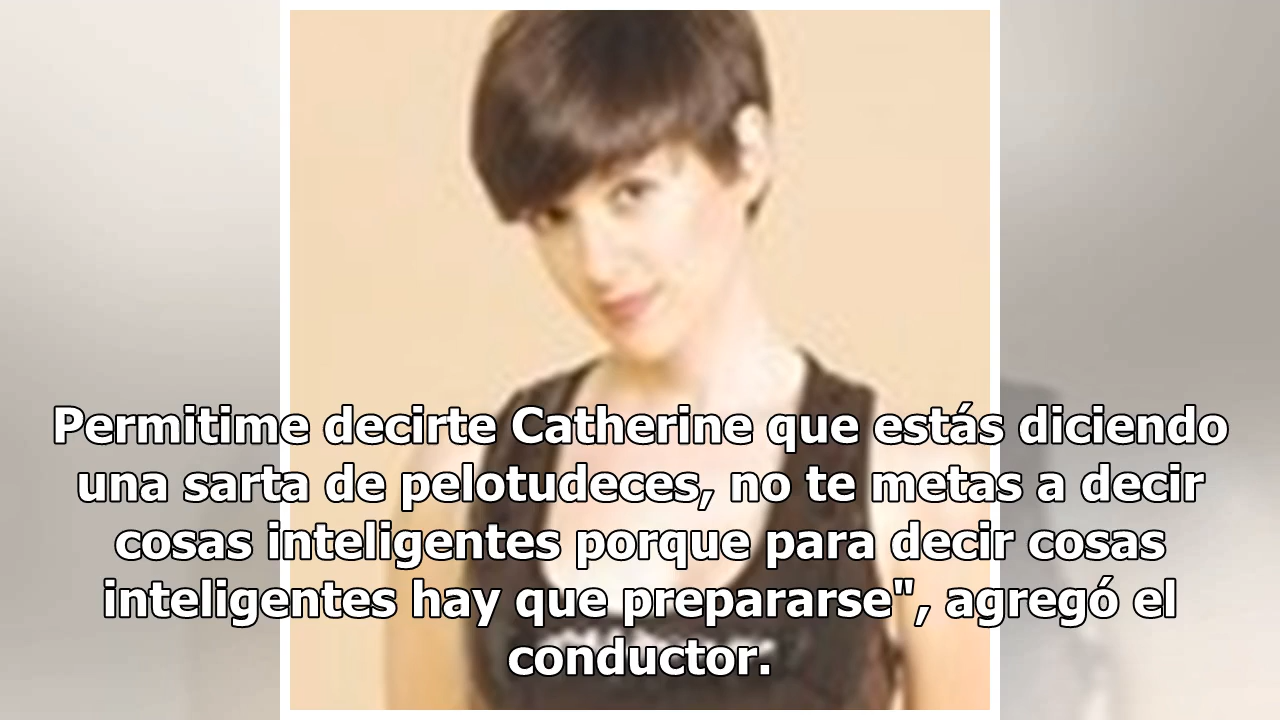 Permitime decirte Catherine que estás diciendo
una sarta de pelotudeces, no te metas a decir
cosas inteligentes porque para decir cosas
inteligentes hay que prepararse", agregó el
conductor.